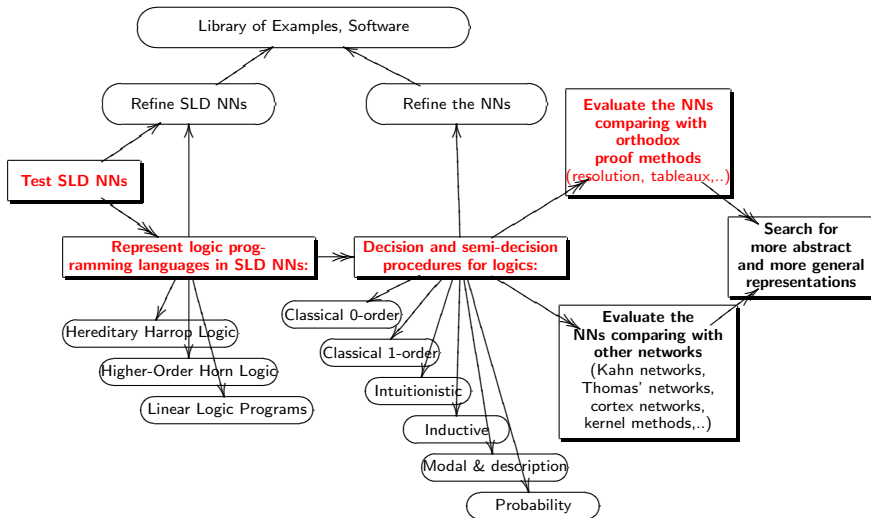 Library of Examples, Software
Refine SLD NNs
Refine the NNs
Evaluate the NNs
comparing with
orthodox
proof methods
(resolution, tableaux,..)
Test SLD NNs
Represent logic prog-
ramming languages in SLD NNs:
Decision and semi-decision
procedures for logics:
Search for
more abstract
and more general
representations
Hereditary Harrop Logic
Higher-Order Horn Logic
Linear Logic Programs
Classical 0-order
Classical 1-order
Intuitionistic
Inductive
Modal & description
Probability
Evaluate the
NNs comparing with
other networks
(Kahn networks,
Thomas' networks,
cortex networks,
kernel methods,..)